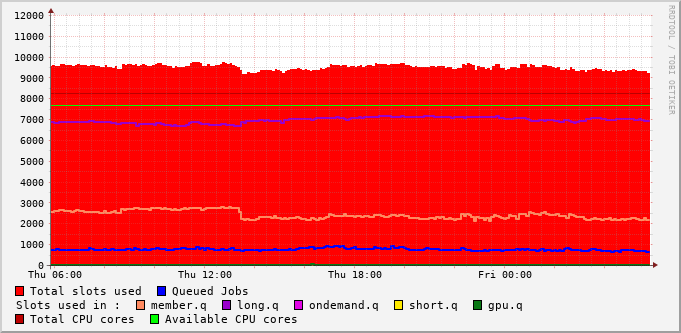 12000
11000
10000
9000
8000
7000
6000
5000
4000
3000
2000
1000
0
Thu 06:00 Thu 12:00 Thu 18:00 Fri 00:00
Total slots used Queued Jobs
Slots used in : member.q long.q ondemand.q short.q gpu.q
Total CPU cores Available CPU cores
RRDTOOL / TOBI OETIKER